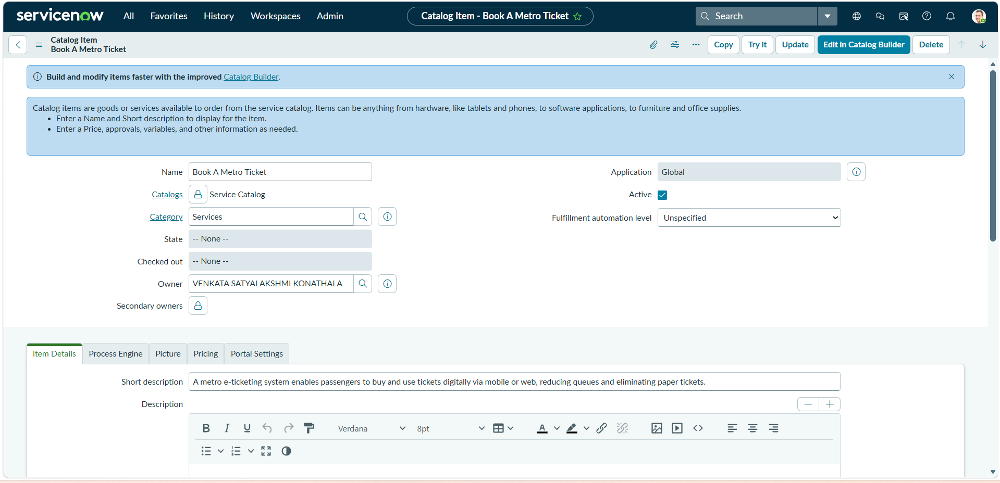 servicenow All Favorites History Workspaces Admin Catalog Item - Book A Metro Ticket Search
Catalog Item
Book A Metro Ticket
Copy Try It Update Edit in Catalog Builder Delete
Build and modify items faster with the improved Catalog Builder.
Catalog items are goods or services available to order from the service catalog. Items can be anything from hardware, like tablets and phones, to software applications, to furniture and office supplies.
• Enter a Name and Short description to display for the item.
• Enter a Price, approvals, variables, and other information as needed.
Name Book A Metro Ticket
Application Global
Catalogs Service Catalog
Active
Category Services
Fulfillment automation level Unspecified
State -- None --
Checked out -- None --
Owner VENKATA SATYALAKSHMI KONATHALA
Secondary owners
Item Details Process Engine Picture Pricing Portal Settings
Short description A metro e-ticketing system enables passengers to buy and use tickets digitally via mobile or web, reducing queues and eliminating paper tickets.
Description
B I U Verdana 8pt A